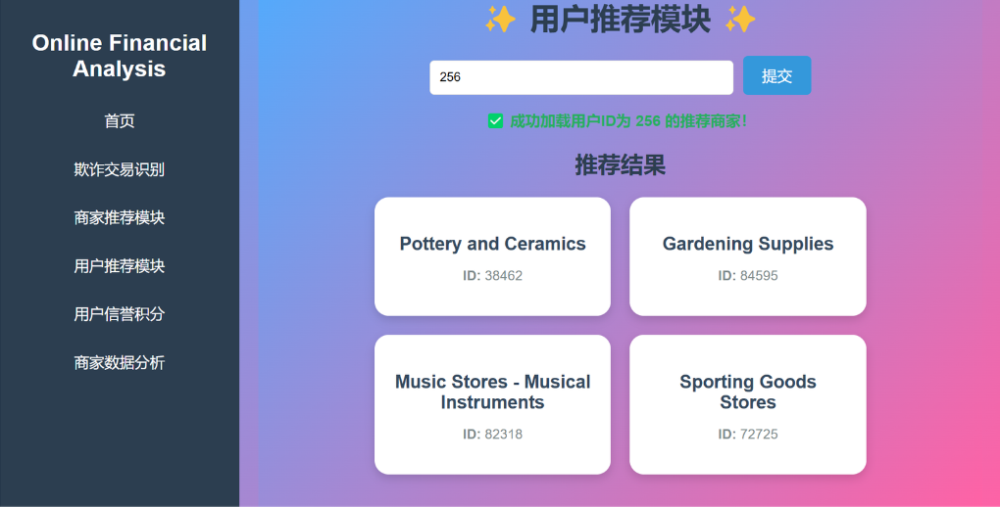 Online Financial
Analysis
首页
欺诈交易识别
商家推荐模块
用户推荐模块
用户信誉积分
商家数据分析
✨ 用户推荐模块 ✨
256
提交
✅ 成功加载用户ID为 256 的推荐商家!
推荐结果
Pottery and Ceramics
ID: 38462
Gardening Supplies
ID: 84595
Music Stores - Musical
Instruments
ID: 82318
Sporting Goods
Stores
ID: 72725